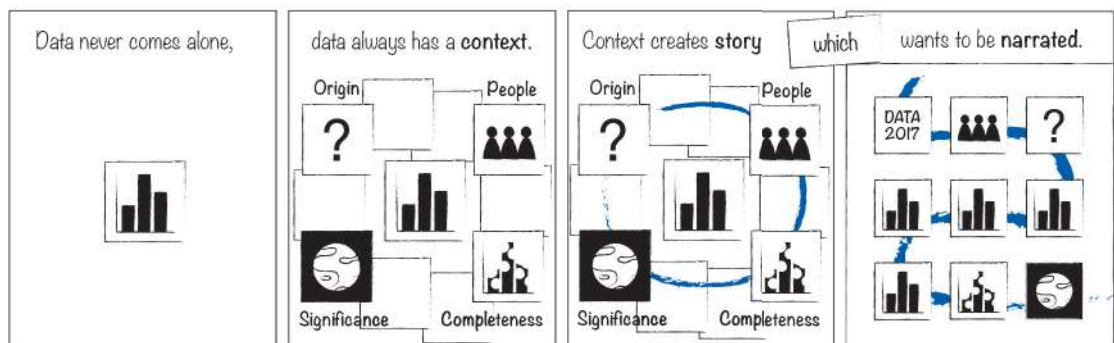 Data never comes alone,
data always has a context.
Origin
People
?
Significance
Completeness
Context creates story
which
Origin
People
?
Significance
Completeness
wants to be narrated.
DATA
2017
?